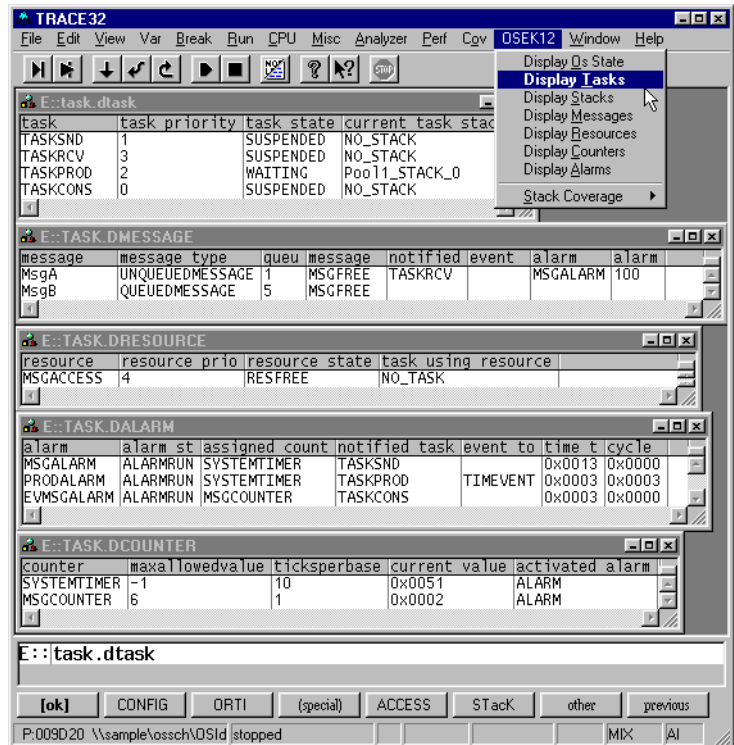 TRACE32
File Edit View Var Break Run CPU Misc Analyzer Perf Cov OSEK12 Window Help
NOP
STOP
Display Os State
Display Tasks
Display Stacks
Display Messages
Display Resources
Display Counters
Display Alarms
Stack Coverage
E::task.dtask
task task priority task state current task stac
TASKSND 1 SUSPENDED NO_STACK
TASKRCV 3 SUSPENDED NO_STACK
TASKPROD 2 WAITING Pool1_STACK_0
TASKCONS 0 SUSPENDED NO_STACK
E::TASK.DMESSAGE
message message type queu message notified event alarm alarm
MsgA UNQUEUEDMESSAGE 1 MSGFREE TASKRCV MSGALARM 100
MsgB QUEUEDMESSAGE 5 MSGFREE
E::TASK.DRESOURCE
resource resource prio resource state task using resource
MSGACCESS 4 RESFREE NO_TASK
E::TASK.DALARM
alarm alarm st assigned count notified task event to time t cycle
MSGALARM ALARMRUN SYSTEMTIMER TASKSND 0x0013 0x0000
PRODALARM ALARMRUN SYSTEMTIMER TASKPROD TIMEVENT 0x0003 0x0003
EVMSGALARM ALARMRUN MSGCOUNTER TASKCONS 0x0003 0x0000
E::TASK.DCOUNTER
counter maxallowedvalue ticksperbase current value activated alarm
SYSTEMTIMER -1 10 0x0051 ALARM
MSGCOUNTER 6 1 0x0002 ALARM
E::task.dtask
[ok] CONFIG ORTI (special) ACCESS STacK other previous
P:009D20 \\sample\ossch\OSId stopped MIX AI